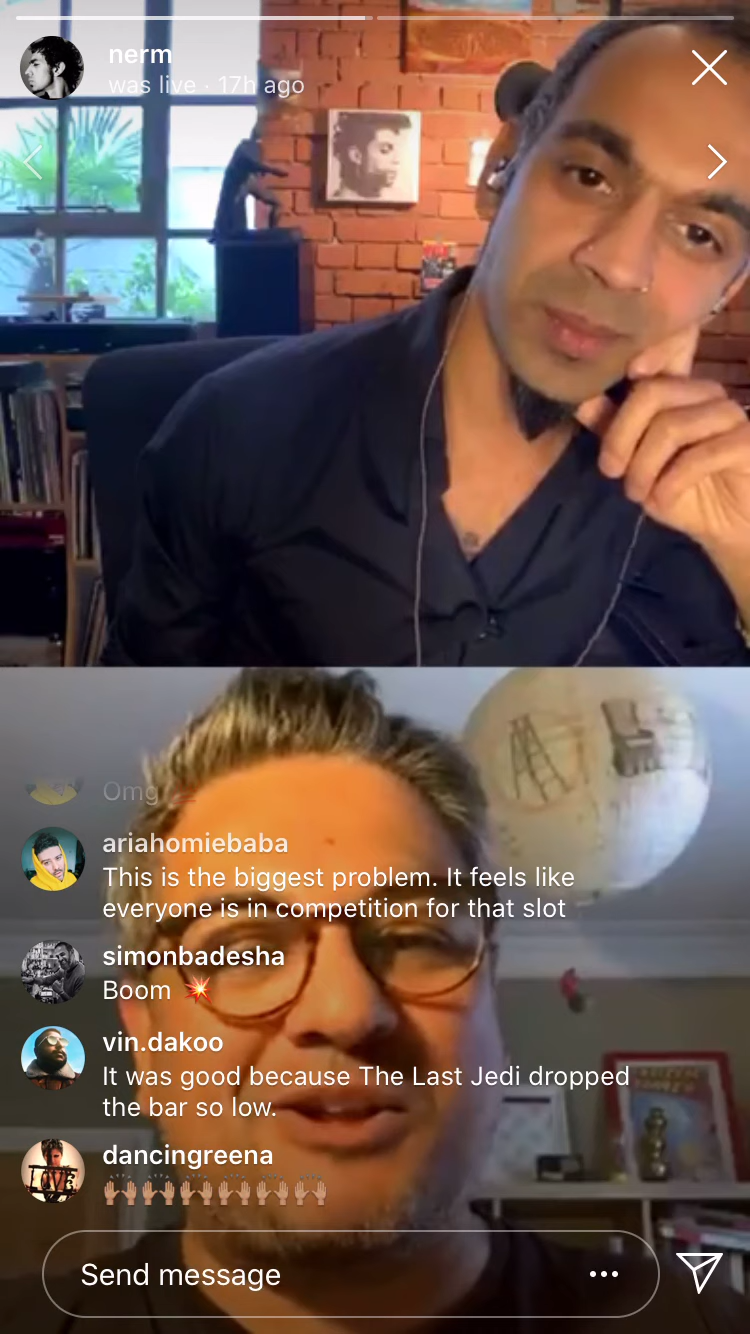 nerm
was live · 17h ago
Omg
ariahomiebaba
This is the biggest problem. It feels like
everyone is in competition for that slot
simonbadesha
Boom 💥
vin.dakoo
It was good because The Last Jedi dropped
the bar so low.
dancingreena
🙌🏽🙌🏽🙌🏽🙌🏽🙌🏽🙌🏽
Send message